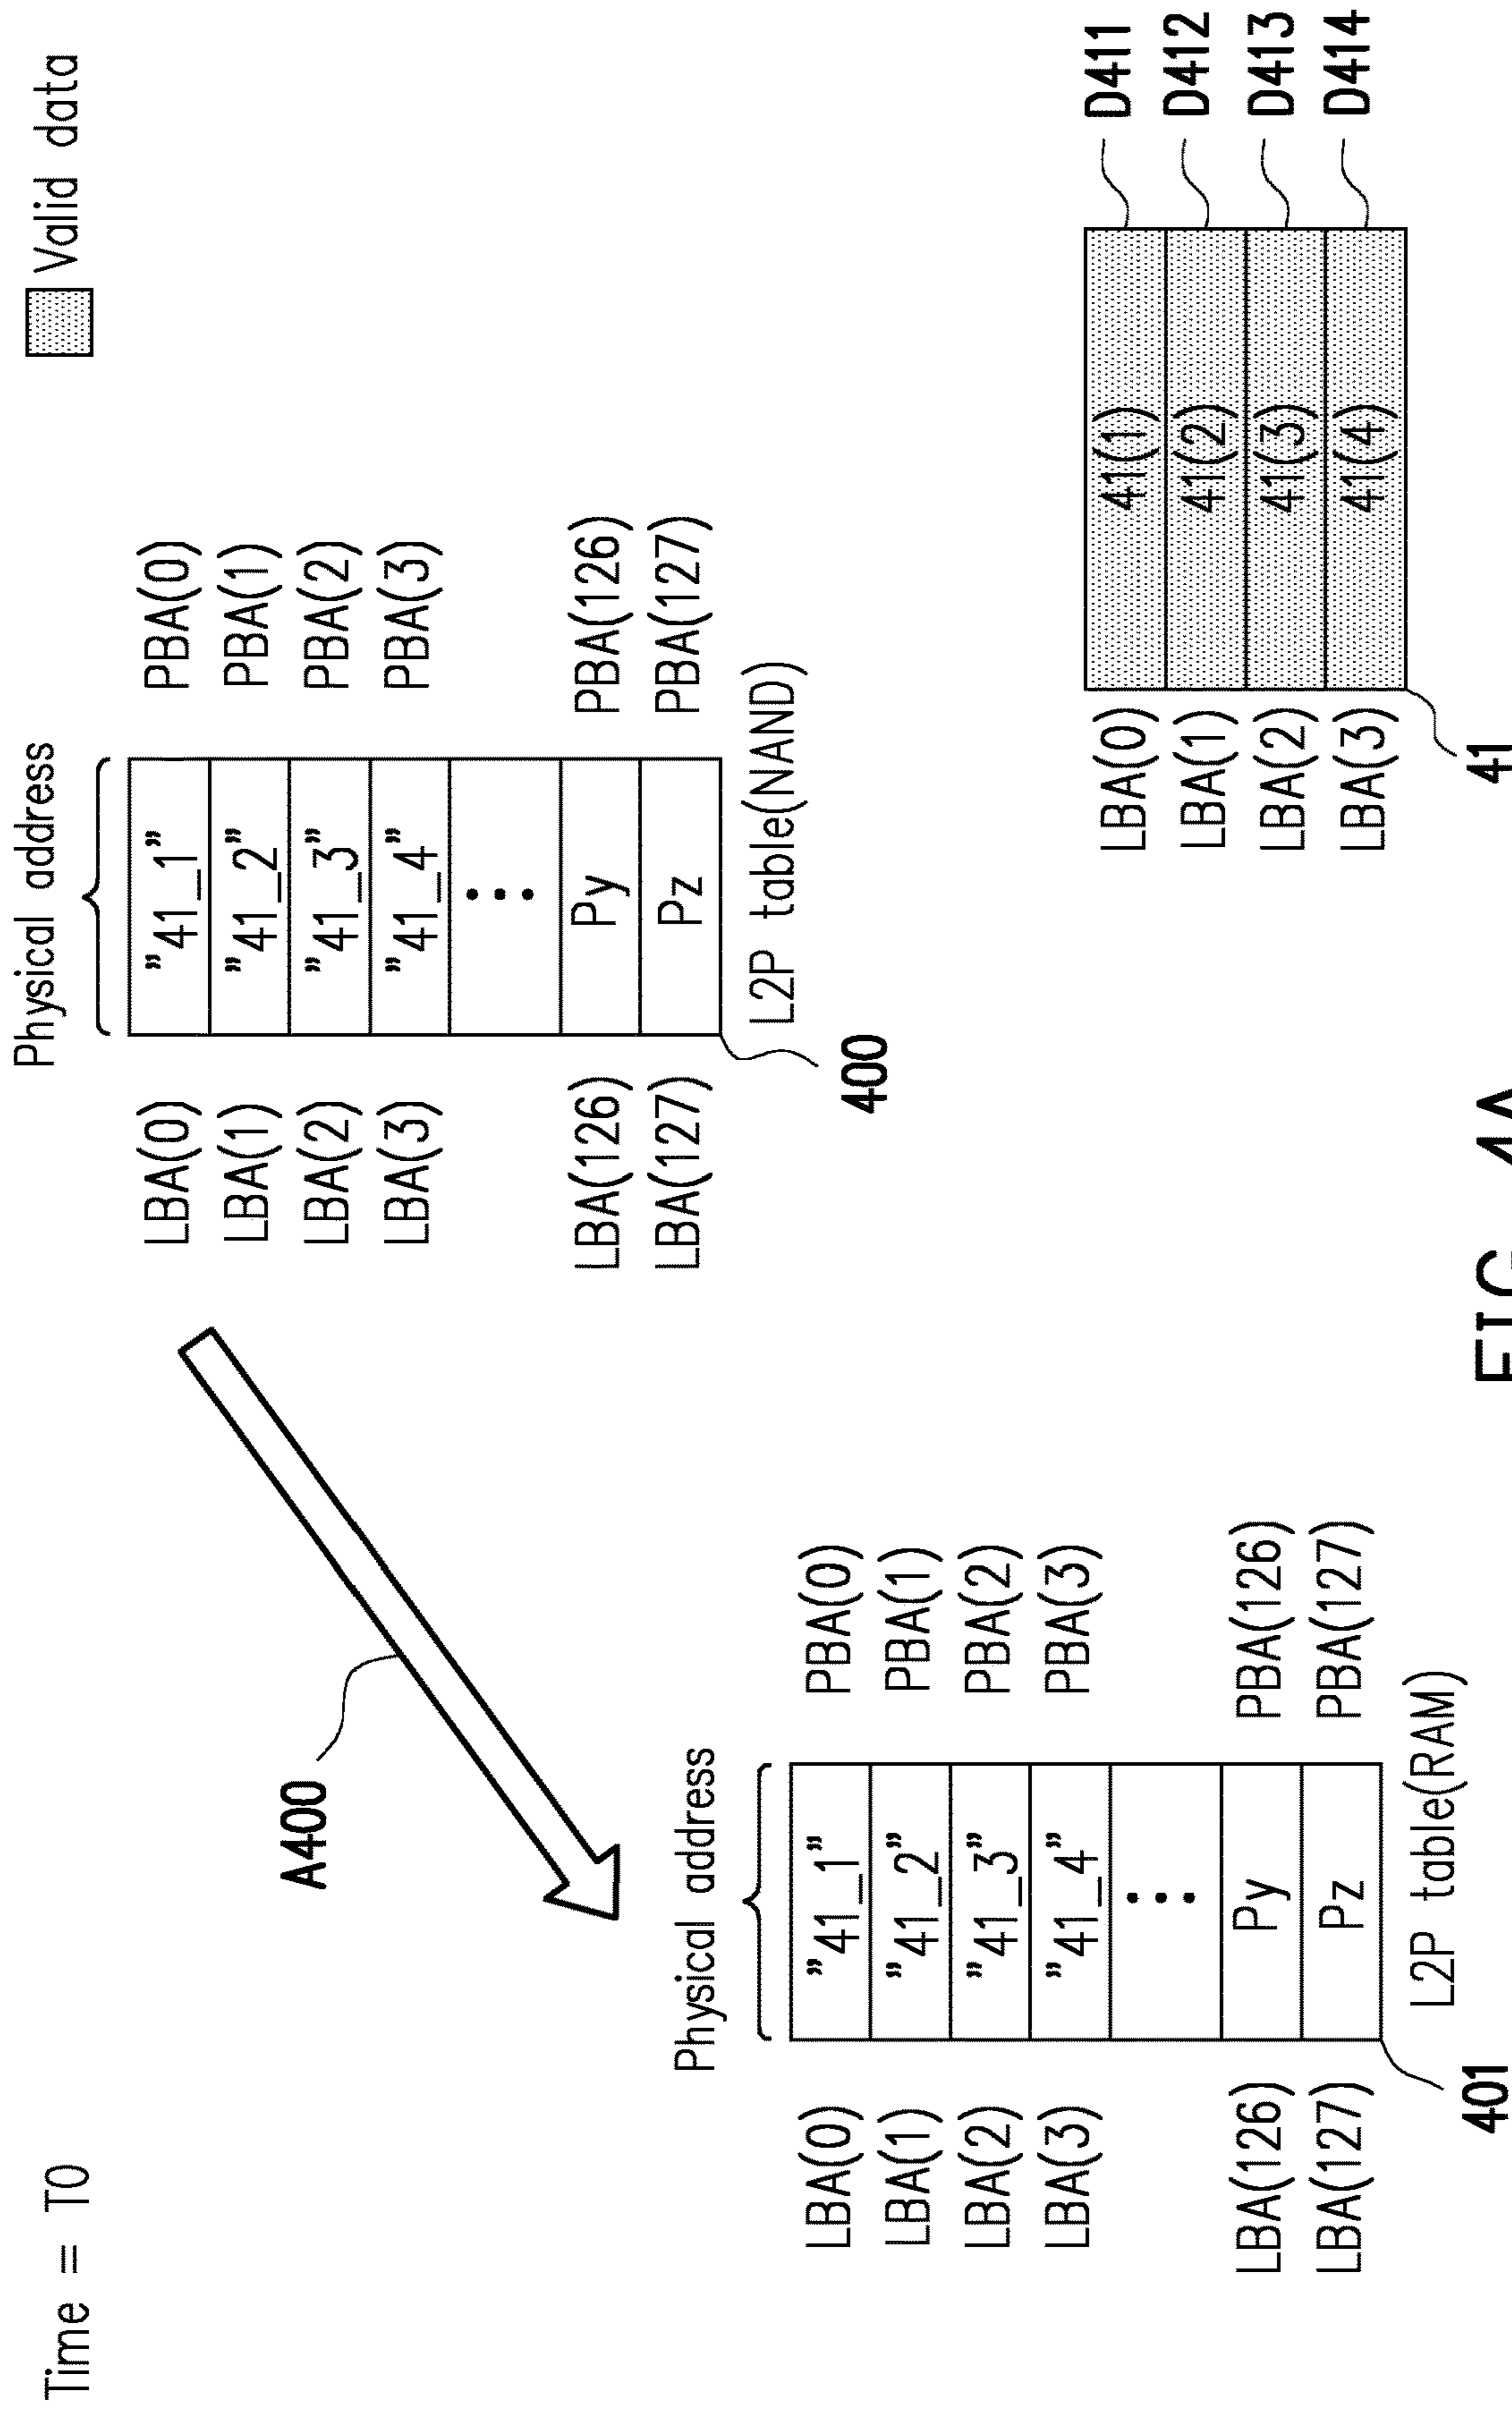 Time = T0
Valid data
Physical address
LBA(0) ”41_1” PBA(0)
LBA(1) ”41_2” PBA(1)
LBA(2) ”41_3” PBA(2)
LBA(3) ”41_4” PBA(3)
⋮
LBA(126) Py PBA(126)
LBA(127) Pz PBA(127)
L2P table(NAND)
400
A400
Physical address
LBA(0) ”41_1” PBA(0)
LBA(1) ”41_2” PBA(1)
LBA(2) ”41_3” PBA(2)
LBA(3) ”41_4” PBA(3)
⋮
LBA(126) Py PBA(126)
LBA(127) Pz PBA(127)
L2P table(RAM)
401
LBA(0) 41(1) D411
LBA(1) 41(2) D412
LBA(2) 41(3) D413
LBA(3) 41(4) D414
41
FIG. 4A